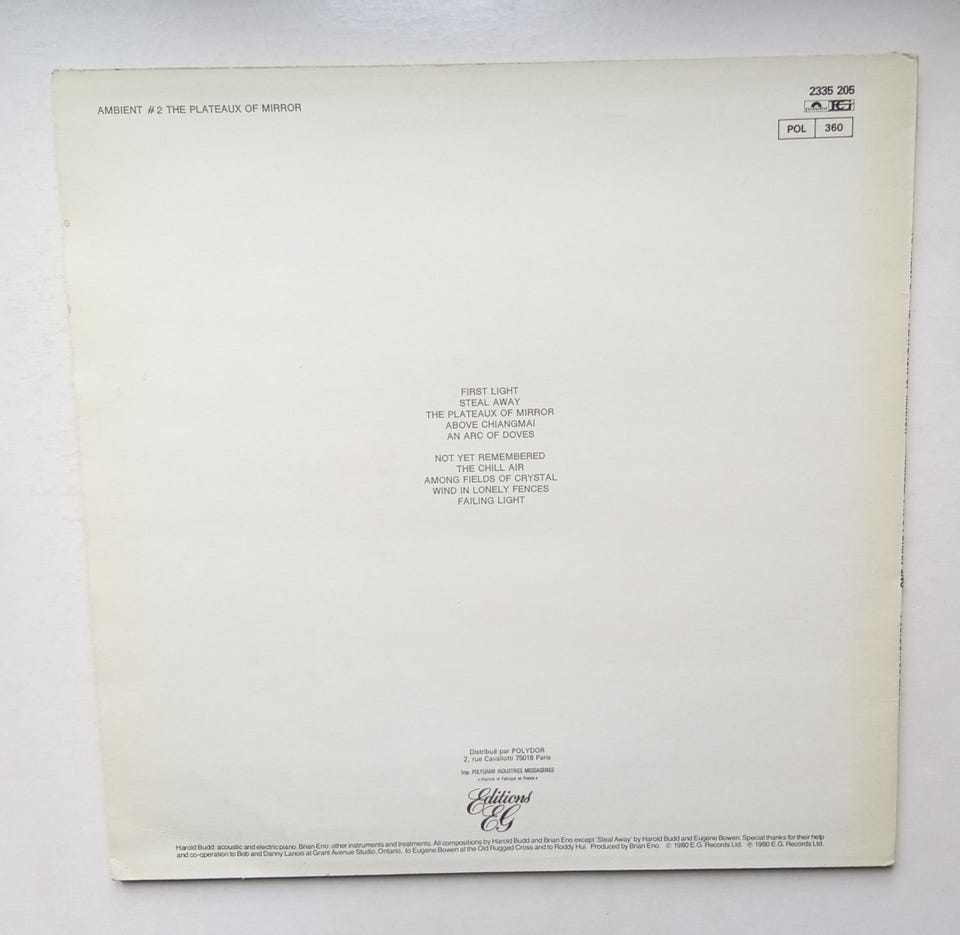 AMBIENT #2 THE PLATEAUX OF MIRROR
2335 205
POL 360
FIRST LIGHT
STEAL AWAY
THE PLATEAUX OF MIRROR
ABOVE CHIANGMAI
AN ARC OF DOVES
NOT YET REMEMBERED
THE CHILL AIR
AMONG FIELDS OF CRYSTAL
WIND IN LONELY FENCES
FAILING LIGHT
Distribué par POLYDOR
2, rue Cavallotti 75018 Paris
Imp. POLYGRAM INDUSTRIES MESSAGERIES
« Imprimé et Fabriqué en France »
Editions
EG
Harold Budd: acoustic and electric piano. Brian Eno: other instruments and treatments. All compositions by Harold Budd and Brian Eno except 'Steal Away' by Harold Budd and Eugene Bowen. Special thanks for their help
and co-operation to Bob and Danny Lanois at Grant Avenue Studio, Ontario, to Eugene Bowen at the Old Rugged Cross and to Roddy Hui. Produced by Brian Eno. © 1980 E.G. Records Ltd. ℗ 1980 E.G. Records Ltd.